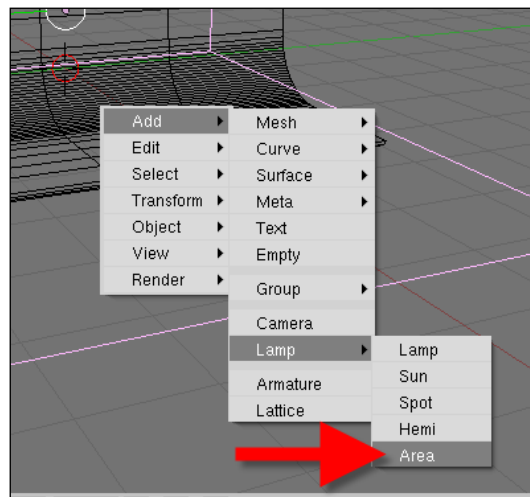 Add
Edit
Select
Transform
Object
View
Render
Mesh
Curve
Surface
Meta
Text
Empty
Group
Camera
Lamp
Armature
Lattice
Lamp
Sun
Spot
Hemi
Area